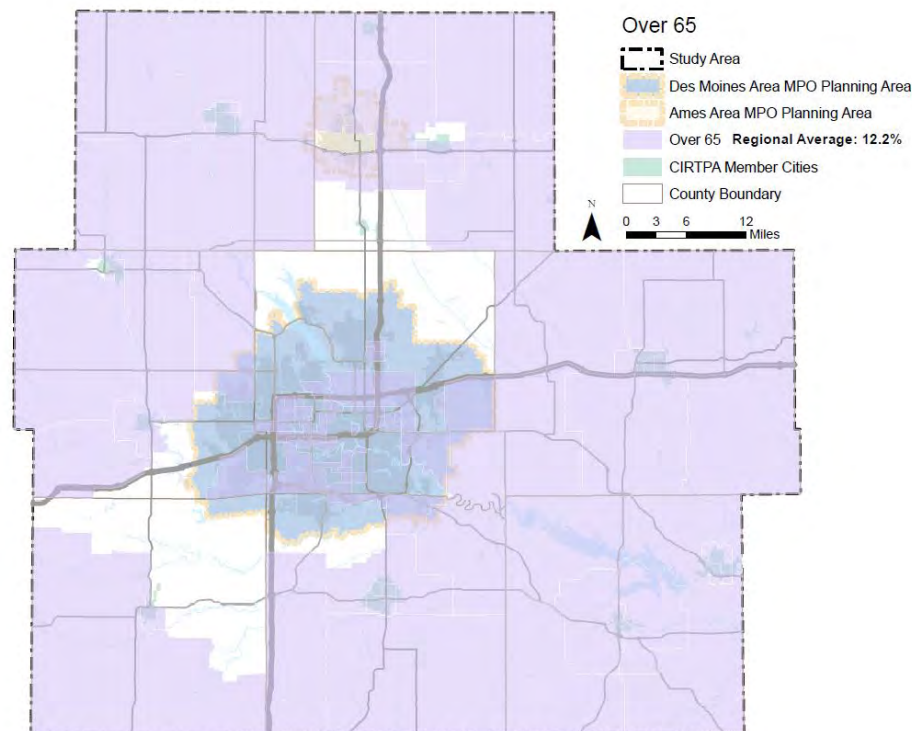 Over 65
Study Area
Des Moines Area MPO Planning Area
Ames Area MPO Planning Area
Over 65 Regional Average: 12.2%
CIRTPA Member Cities
County Boundary
N
0 3 6 12
Miles